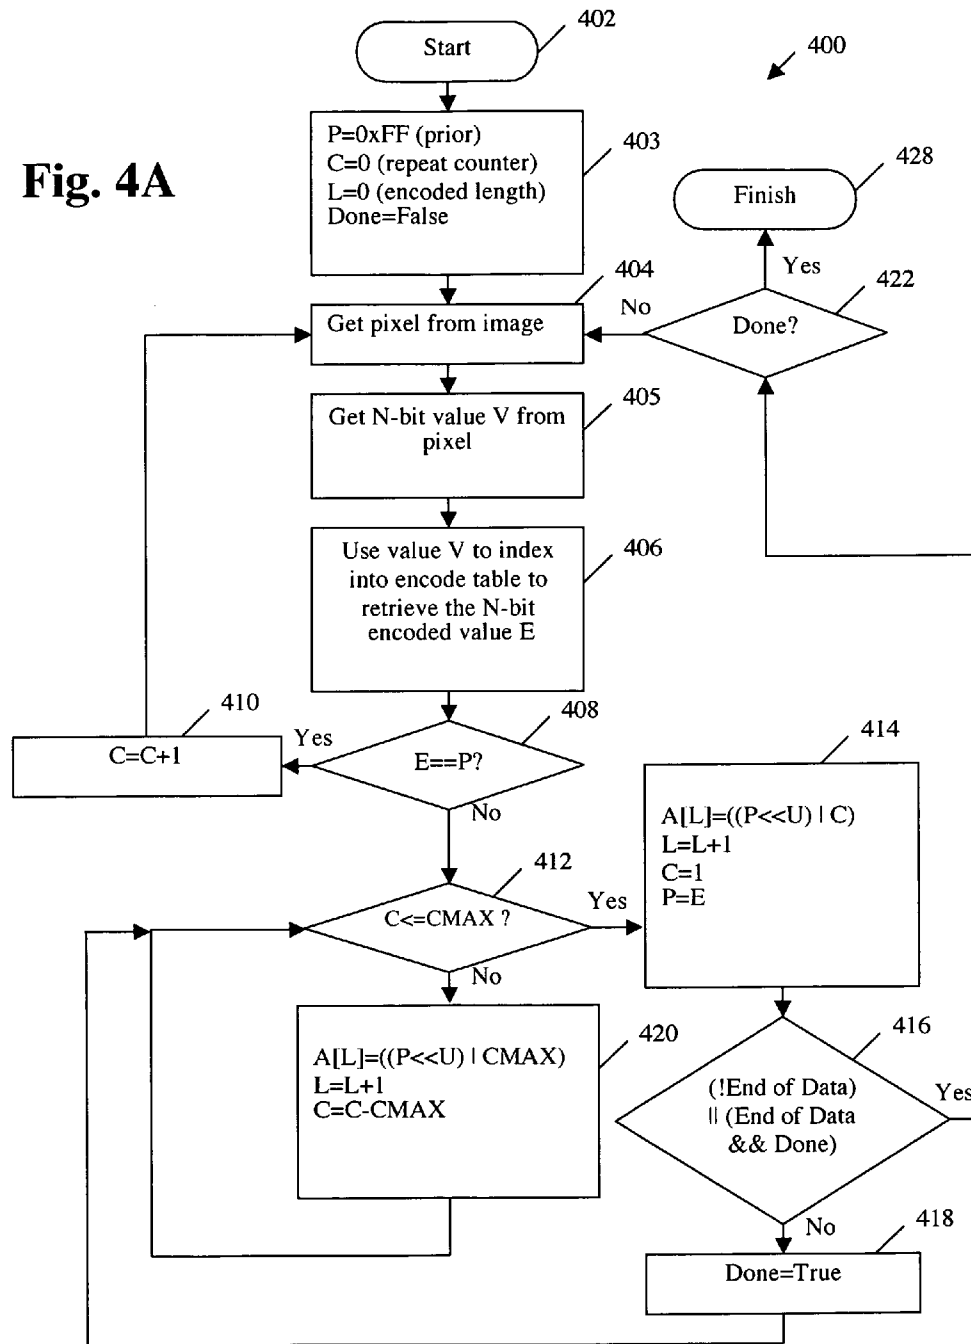 Fig. 4A
Start
402
400
P=0xFF (prior)
C=0 (repeat counter)
L=0 (encoded length)
Done=False
403
Finish
428
Yes
404
No
422
Get pixel from image
Done?
405
Get N-bit value V from
pixel
406
Use value V to index
into encode table to
retrieve the N-bit
encoded value E
410
408
C=C+1
Yes
E==P?
No
414
A[L]=((P<<U) | C)
L=L+1
C=1
P=E
412
Yes
C<=CMAX ?
No
420
A[L]=((P<<U) | CMAX)
L=L+1
C=C-CMAX
416
(!End of Data)
|| (End of Data
&& Done)
Yes
No
418
Done=True